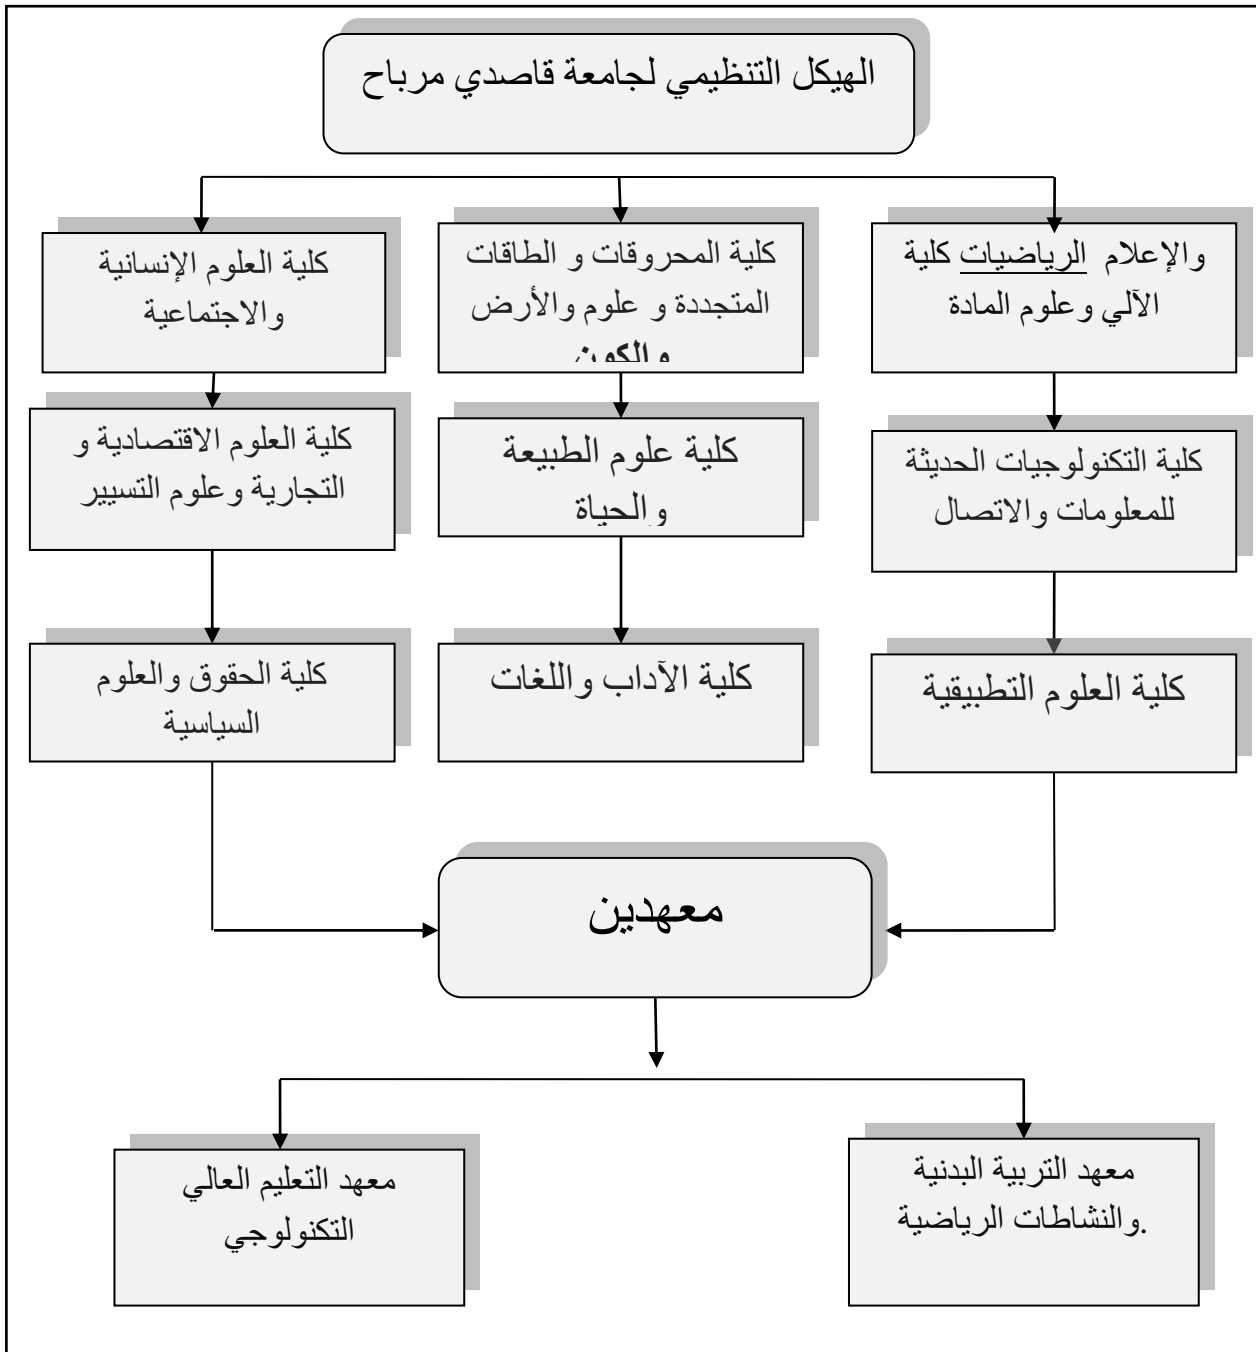 الهيكل التنظيمي لجامعة قاصدي مرباح
والإعلام الرياضيات كلية
الآلي وعلوم المادة
كلية المحروقات و الطاقات
المتجددة و علوم والأرض
والكون
كلية العلوم الإنسانية
والاجتماعية
كلية التكنولوجيات الحديثة
للمعلومات والاتصال
كلية علوم الطبيعة
والحياة
كلية العلوم الاقتصادية و
التجارية وعلوم التسيير
كلية العلوم التطبيقية
كلية الآداب واللغات
كلية الحقوق والعلوم
السياسية
معهدين
معهد التربية البدنية
والنشاطات الرياضية.
معهد التعليم العالي
التكنولوجي